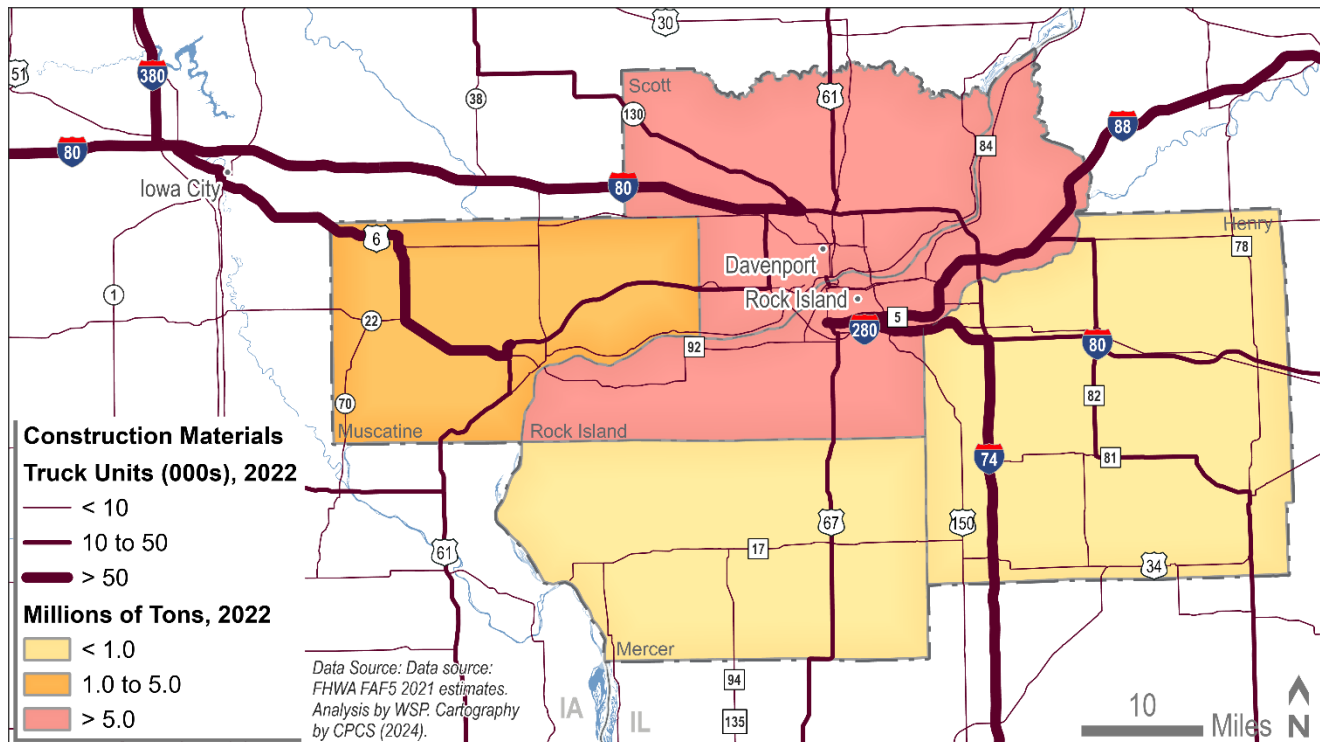 30
51
380
38
130
Scott
61
88
80
84
Iowa City
80
6
Henry
78
Davenport
Rock Island
1
22
5
280
92
80
82
70
Muscatine
Rock Island
74
81
67
150
61
17
34
Mercer
94
135
IA
IL
Construction Materials
Truck Units (000s), 2022
< 10
10 to 50
> 50
Millions of Tons, 2022
< 1.0
1.0 to 5.0
> 5.0
Data Source: Data source:
FHWA FAF5 2021 estimates.
Analysis by WSP. Cartography
by CPCS (2024).
10
Miles
N